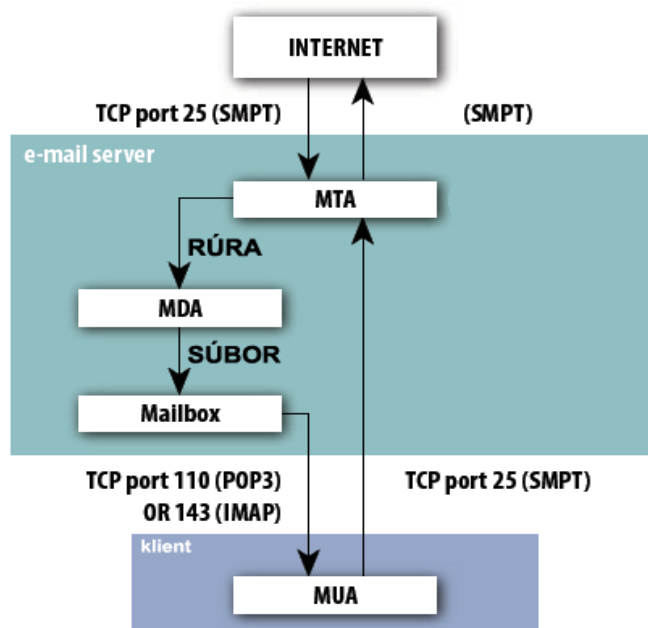 INTERNET
TCP port 25 (SMPT)
(SMPT)
e-mail server
MTA
RÚRA
MDA
SÚBOR
Mailbox
TCP port 110 (POP3)
OR 143 (IMAP)
TCP port 25 (SMPT)
klient
MUA